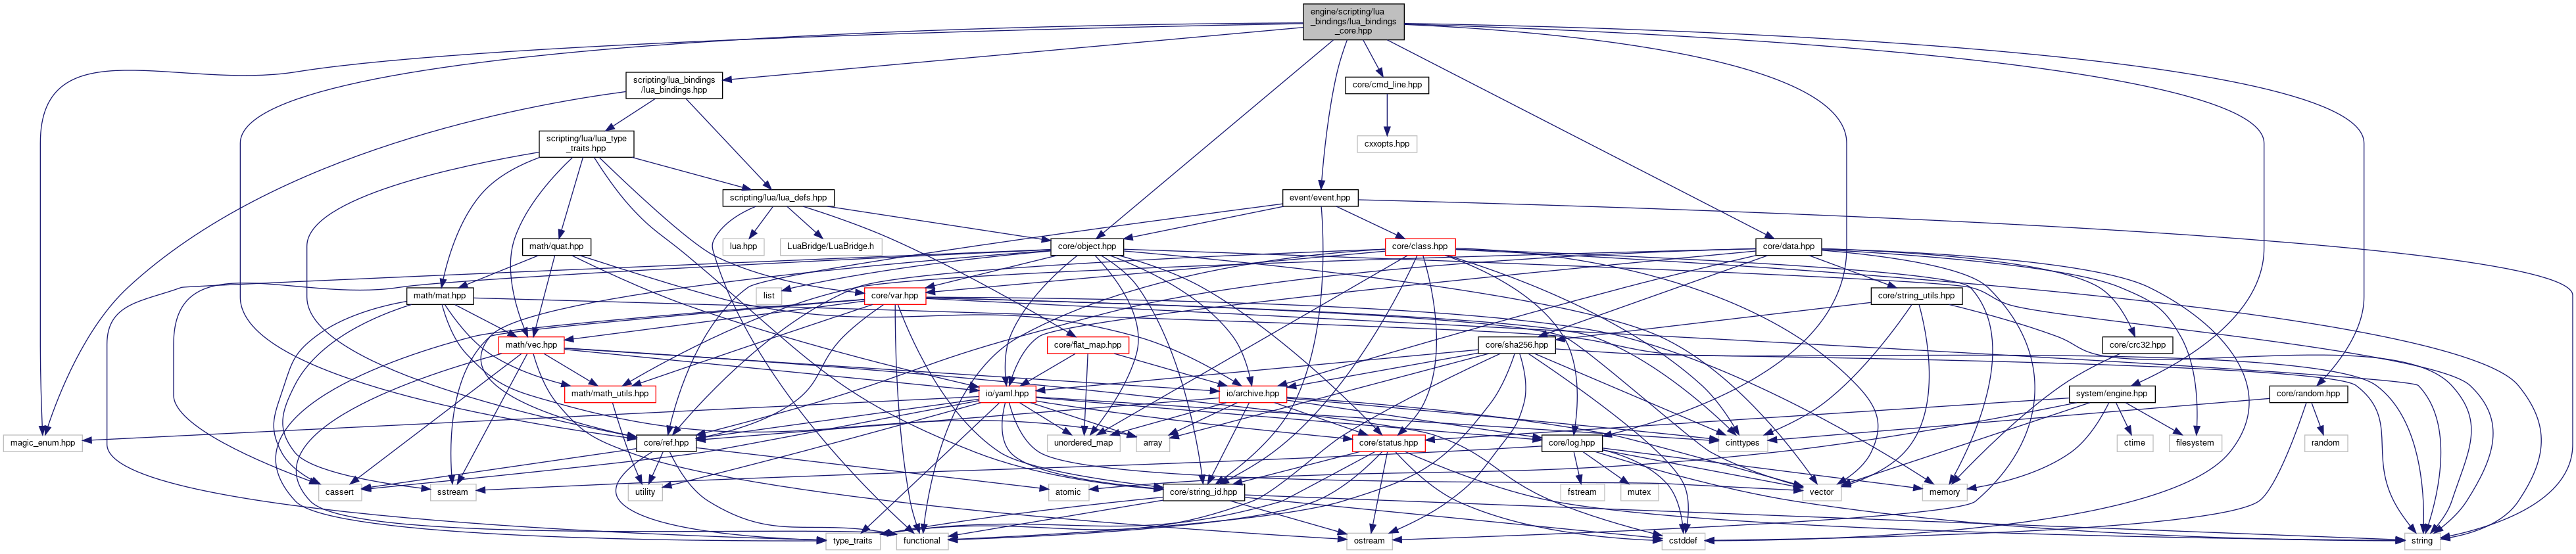 engine/scripting/lua
_bindings/lua_bindings
_core.hpp
scripting/lua_bindings
/lua_bindings.hpp
core/cmd_line.hpp
scripting/lua/lua_type
_traits.hpp
cxxopts.hpp
scripting/lua/lua_defs.hpp
event/event.hpp
math/quat.hpp
lua.hpp
LuaBridge/LuaBridge.h
core/object.hpp
core/class.hpp
core/data.hpp
math/mat.hpp
list
core/var.hpp
core/string_utils.hpp
math/vec.hpp
core/flat_map.hpp
core/sha256.hpp
core/crc32.hpp
math/math_utils.hpp
io/yaml.hpp
io/archive.hpp
system/engine.hpp
core/random.hpp
magic_enum.hpp
core/ref.hpp
unordered_map
array
core/status.hpp
core/log.hpp
cinttypes
ctime
filesystem
random
cassert
sstream
utility
atomic
core/string_id.hpp
fstream
mutex
vector
memory
type_traits
functional
ostream
cstddef
string